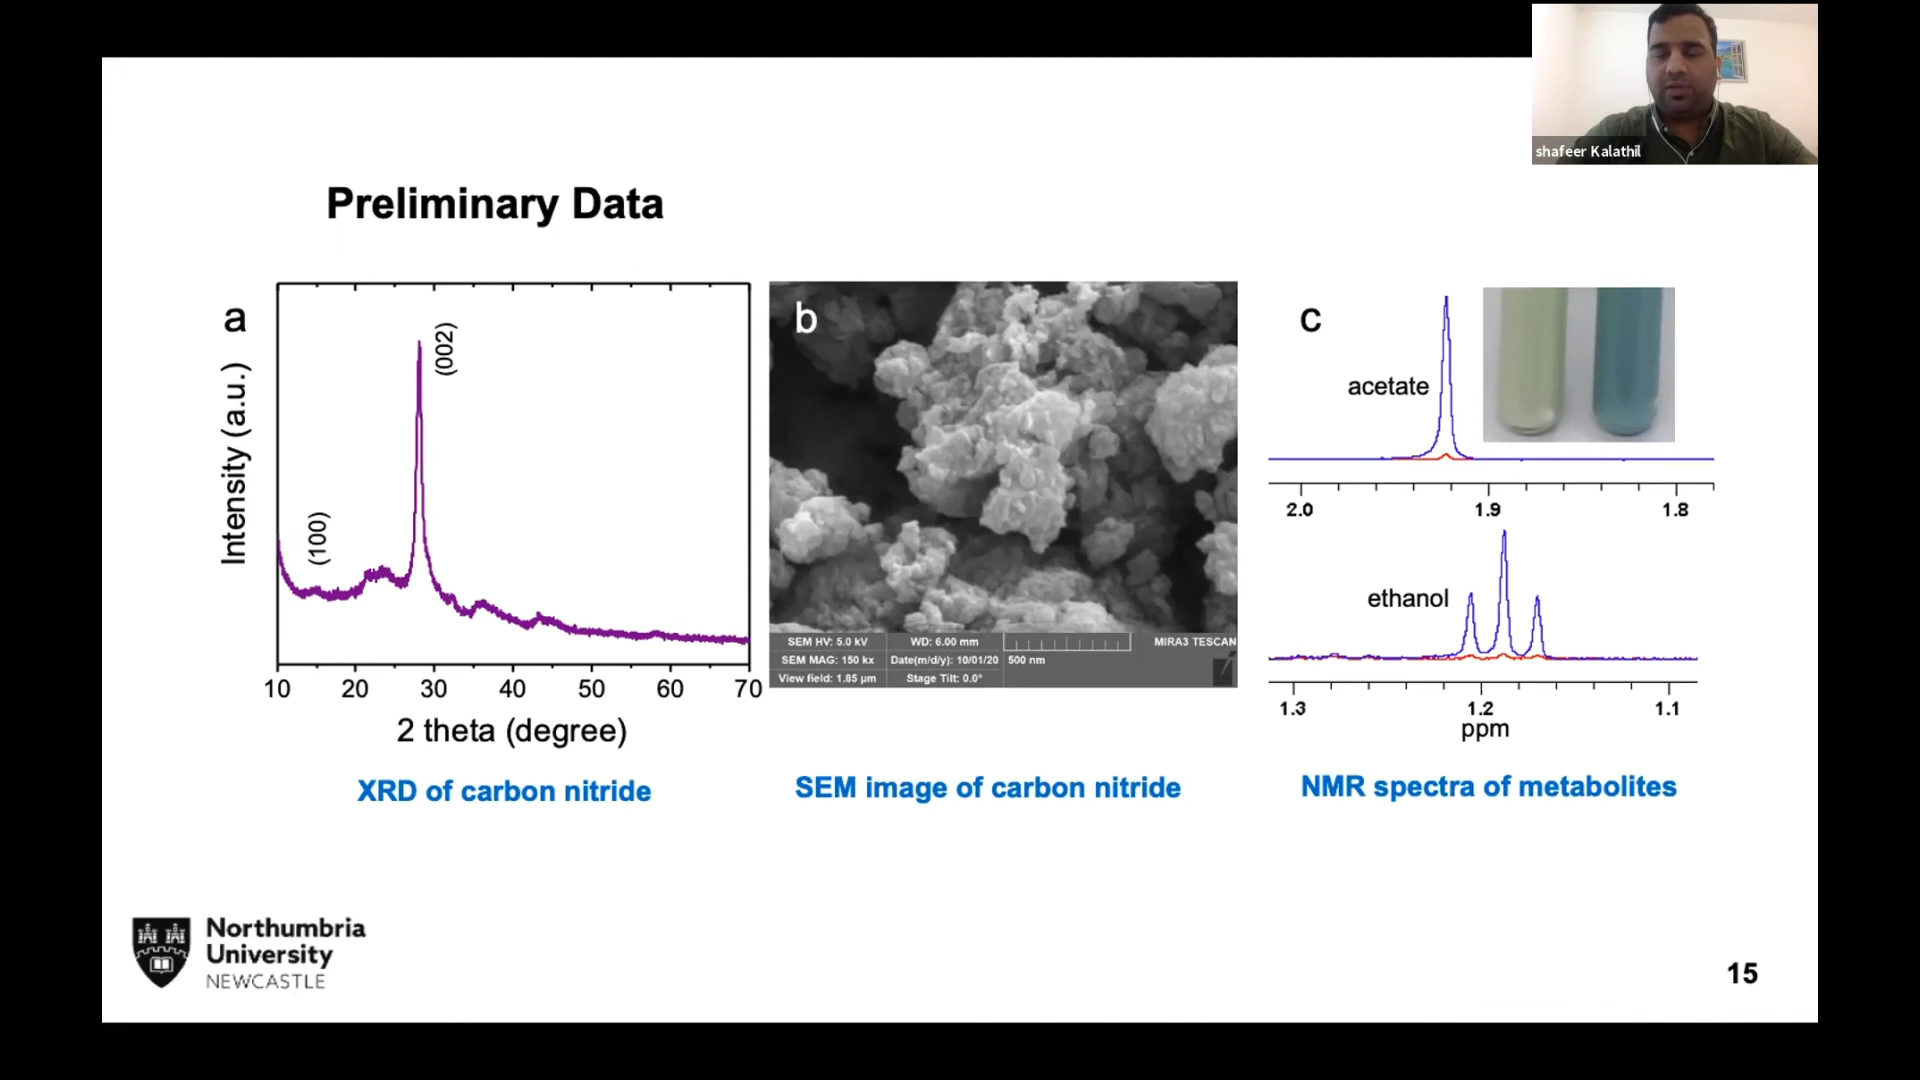 shafeer Kalathil
Preliminary Data
a
Intensity (a.u.)
(100)
(002)
10 20 30 40 50 60 70
2 theta (degree)
XRD of carbon nitride
b
SEM HV: 5.0 kV WD: 6.00 mm MIRA3 TESCAN
SEM MAG: 150 kx Date(m/d/y): 10/01/20 500 nm
View field: 1.85 µm Stage Tilt: 0.0°
SEM image of carbon nitride
c
acetate
2.0 1.9 1.8
ethanol
1.3 1.2 1.1
ppm
NMR spectra of metabolites
Northumbria
University
NEWCASTLE
15